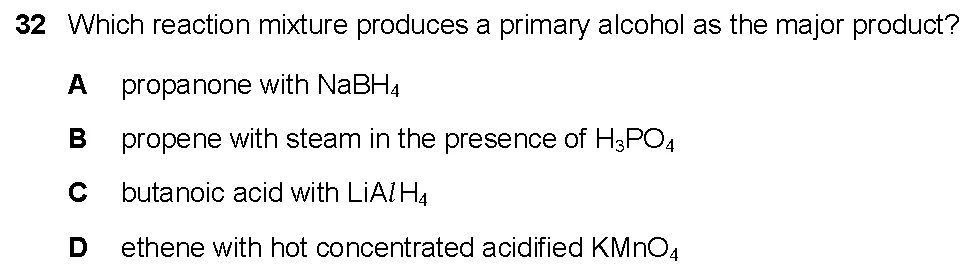 32 Which reaction mixture produces a primary alcohol as the major product?
A propanone with NaBH₄
B propene with steam in the presence of H₃PO₄
C butanoic acid with LiAlH₄
D ethene with hot concentrated acidified KMnO₄